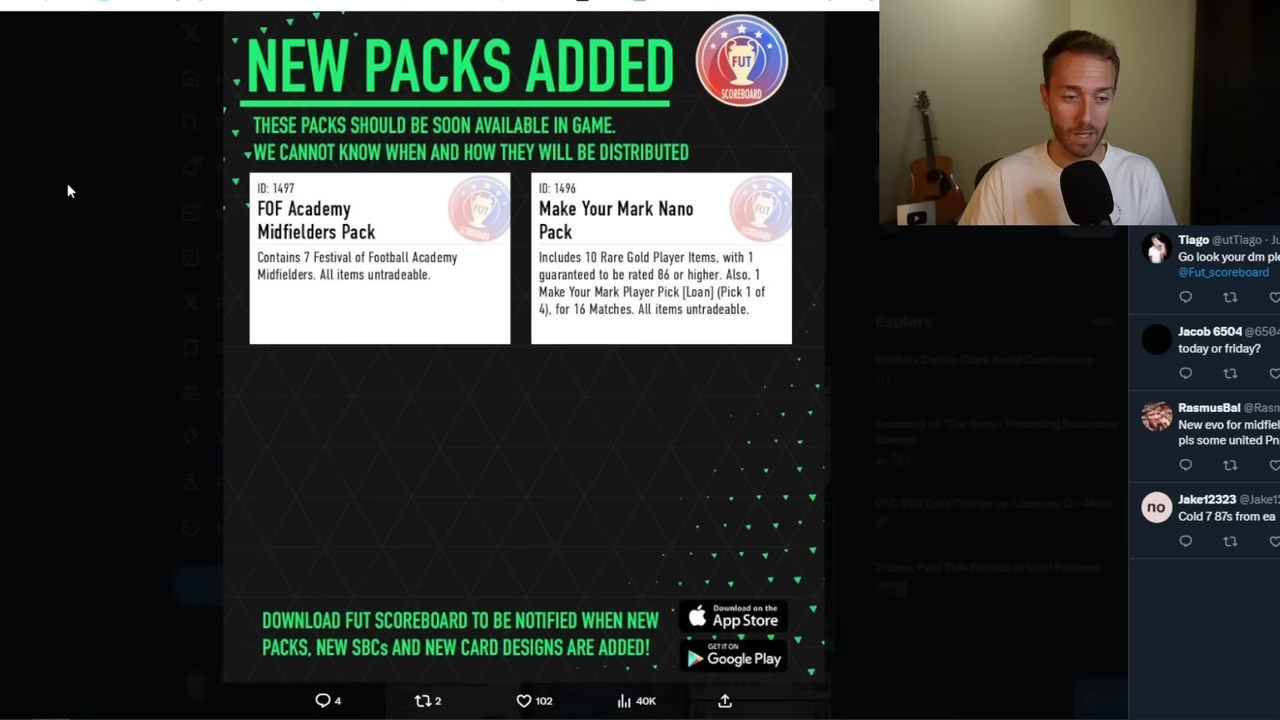 NEW PACKS ADDED
FUT
SCOREBOARD
THESE PACKS SHOULD BE SOON AVAILABLE IN GAME.
WE CANNOT KNOW WHEN AND HOW THEY WILL BE DISTRIBUTED
ID: 1497
FOF Academy
Midfielders Pack
FUT
Contains 7 Festival of Football Academy
Midfielders. All items untradeable.
ID: 1496
Make Your Mark Nano
Pack
FUT
Includes 10 Rare Gold Player Items, with 1
guaranteed to be rated 86 or higher. Also, 1
Make Your Mark Player Pick [Loan] (Pick 1 of
4), for 16 Matches. All items untradeable.
DOWNLOAD FUT SCOREBOARD TO BE NOTIFIED WHEN NEW
PACKS, NEW SBCs AND NEW CARD DESIGNS ARE ADDED!
Download on the
App Store
GET IT ON
Google Play
4
2
102
40K
Explore
Tiago @utTiago
Go look your dm
@Fut_scoreboard
Jacob 6504
today or friday?
RasmusBal
New evo for
pls some united
no
Jake12323
Cold 7 87s from ea